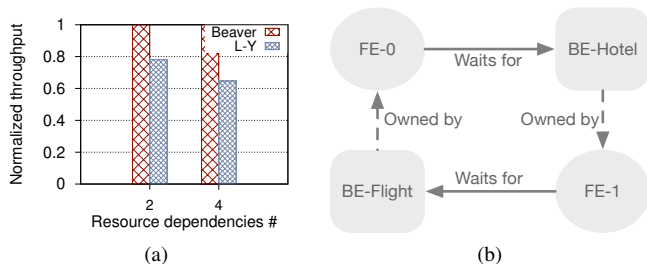 Normalized throughput
1
0.8
0.6
0.4
0.2
0
Beaver
L-Y
2
4
Resource dependencies #
(a)
FE-0
Waits for
BE-Hotel
Owned by
Owned by
BE-Flight
Waits for
FE-1
(b)